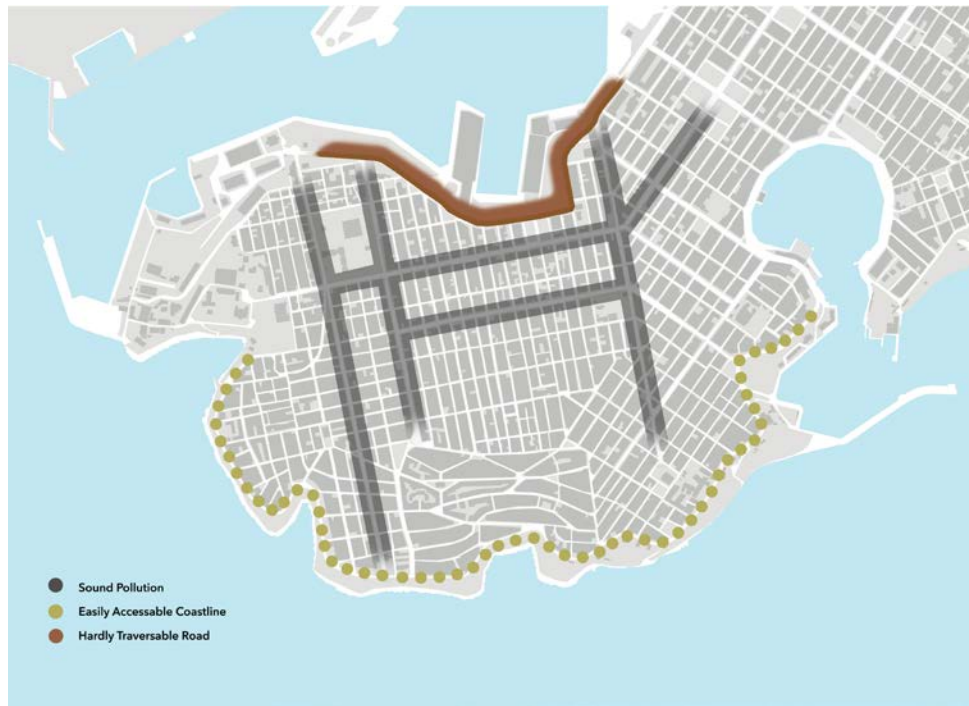 Sound Pollution
Easily Accessable Coastline
Hardly Traversable Road